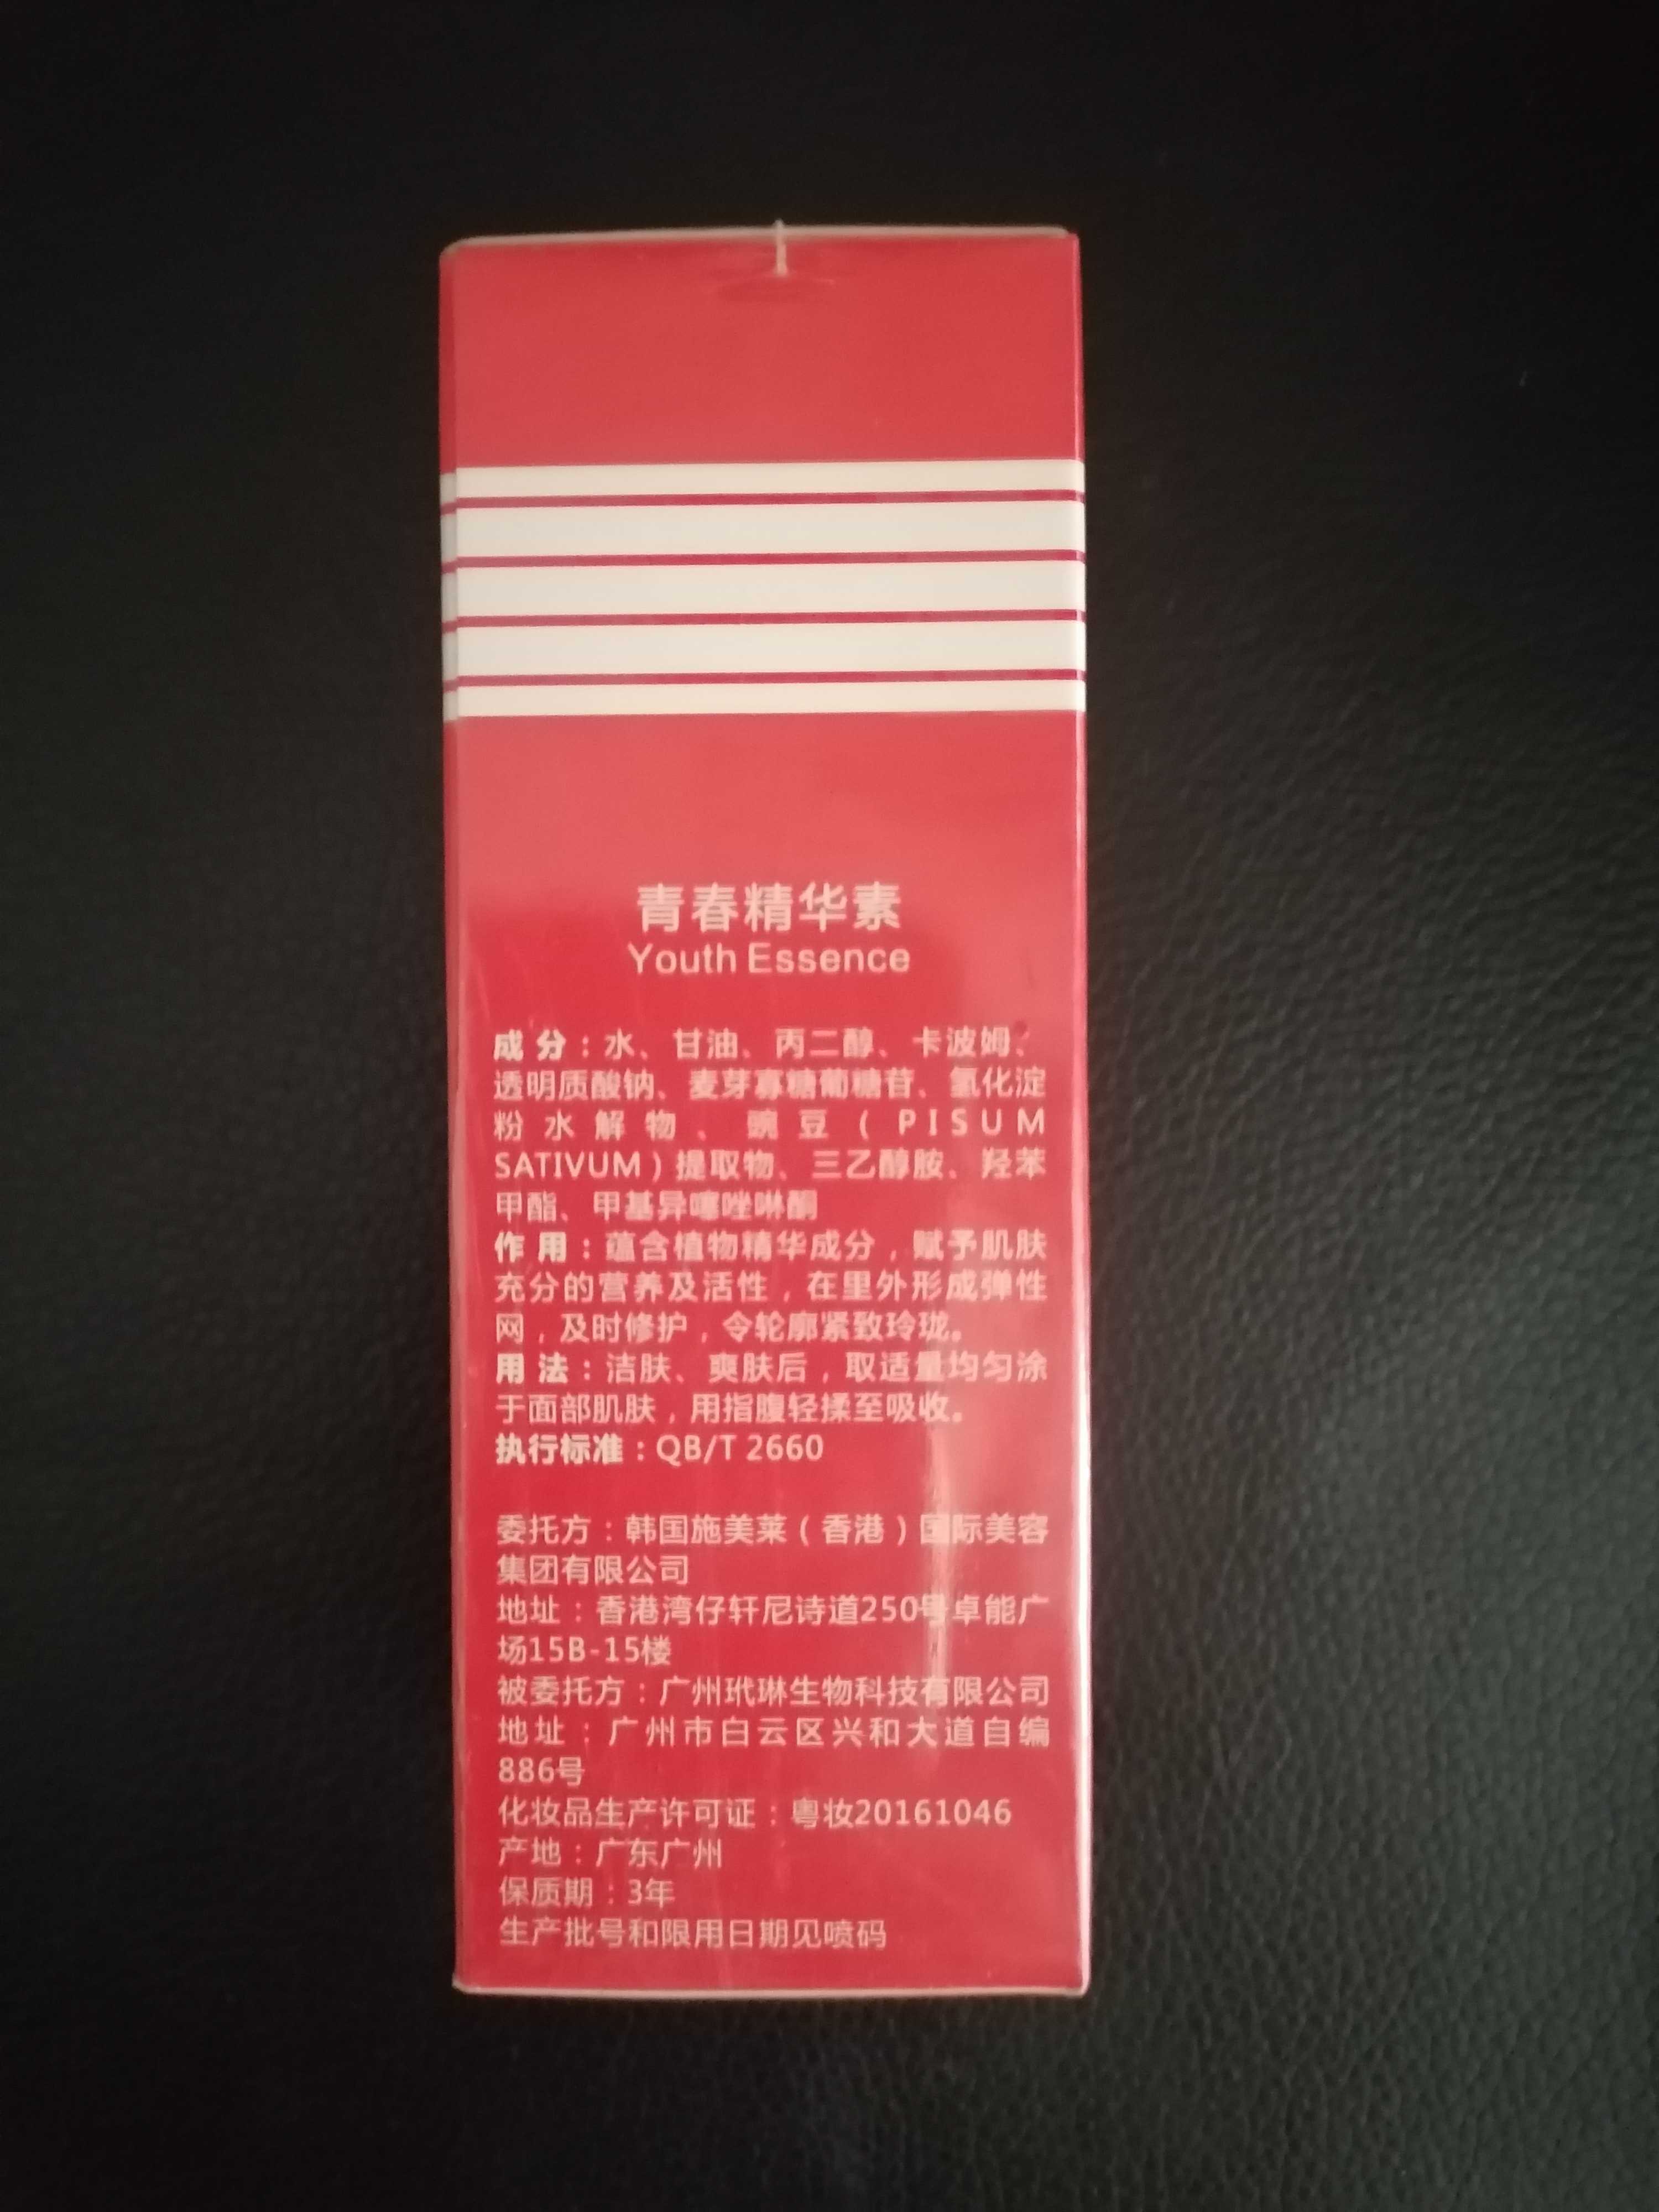 青春精华素
Youth Essence
成分：水、甘油、丙二醇、卡波姆、
透明质酸钠、麦芽寡糖葡糖苷、氢化淀
粉水解物、豌豆（PISUM
SATIVUM）提取物、三乙醇胺、羟苯
甲酯、甲基异噻唑啉酮
作用：蕴含植物精华成分，赋予肌肤
充分的营养及活性，在里外形成弹性
网，及时修护，令轮廓紧致玲珑。
用法：洁肤、爽肤后，取适量均匀涂
于面部肌肤，用指腹轻揉至吸收。
执行标准：QB/T 2660
委托方：韩国施美莱（香港）国际美容
集团有限公司
地址：香港湾仔轩尼诗道250号卓能广
场15B-15楼
被委托方：广州玳琳生物科技有限公司
地址：广州市白云区兴和大道自编
886号
化妆品生产许可证：粤妆20161046
产地：广东广州
保质期：3年
生产批号和限用日期见喷码